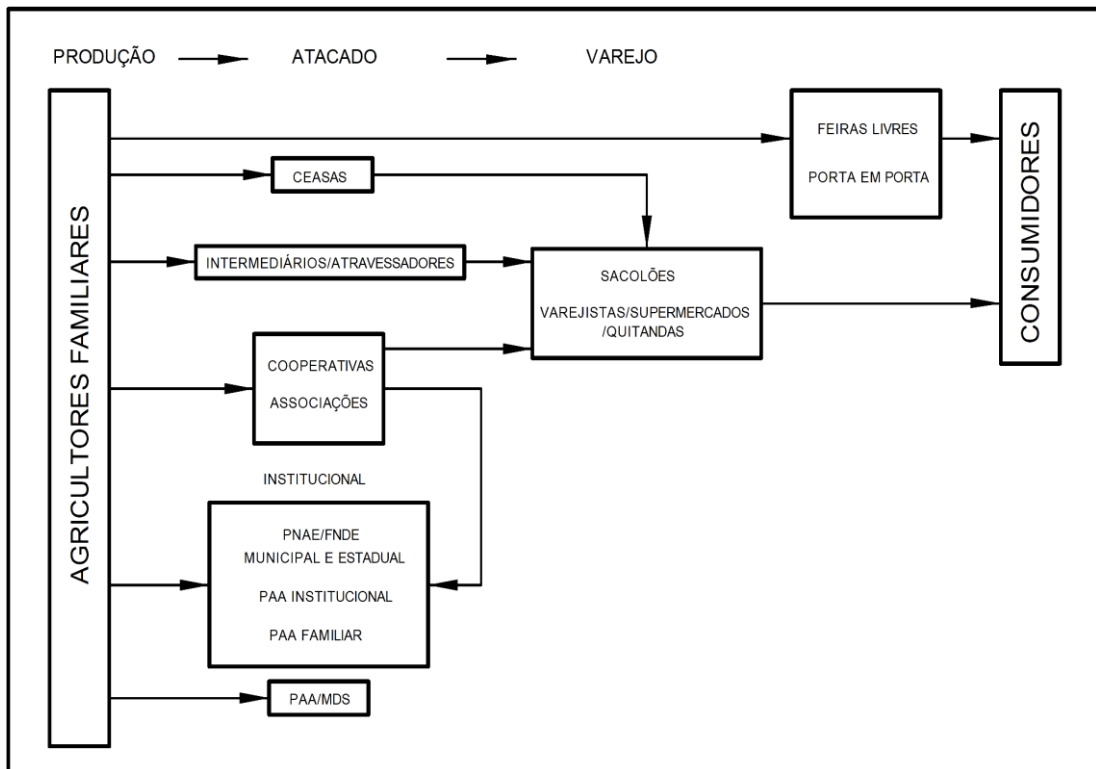 PRODUÇÃO
ATACADO
VAREJO
AGRICULTORES FAMILIARES
FEIRAS LIVRES
PORTA EM PORTA
CONSUMIDORES
CEASAS
INTERMEDIÁRIOS/ATRAVESSADORES
SACOLÕES
VAREJISTAS/SUPERMERCADOS
/QUITANDAS
COOPERATIVAS
ASSOCIAÇÕES
INSTITUCIONAL
PNAE/FNDE
MUNICIPAL E ESTADUAL
PAA INSTITUCIONAL
PAA FAMILIAR
PAA/MDS